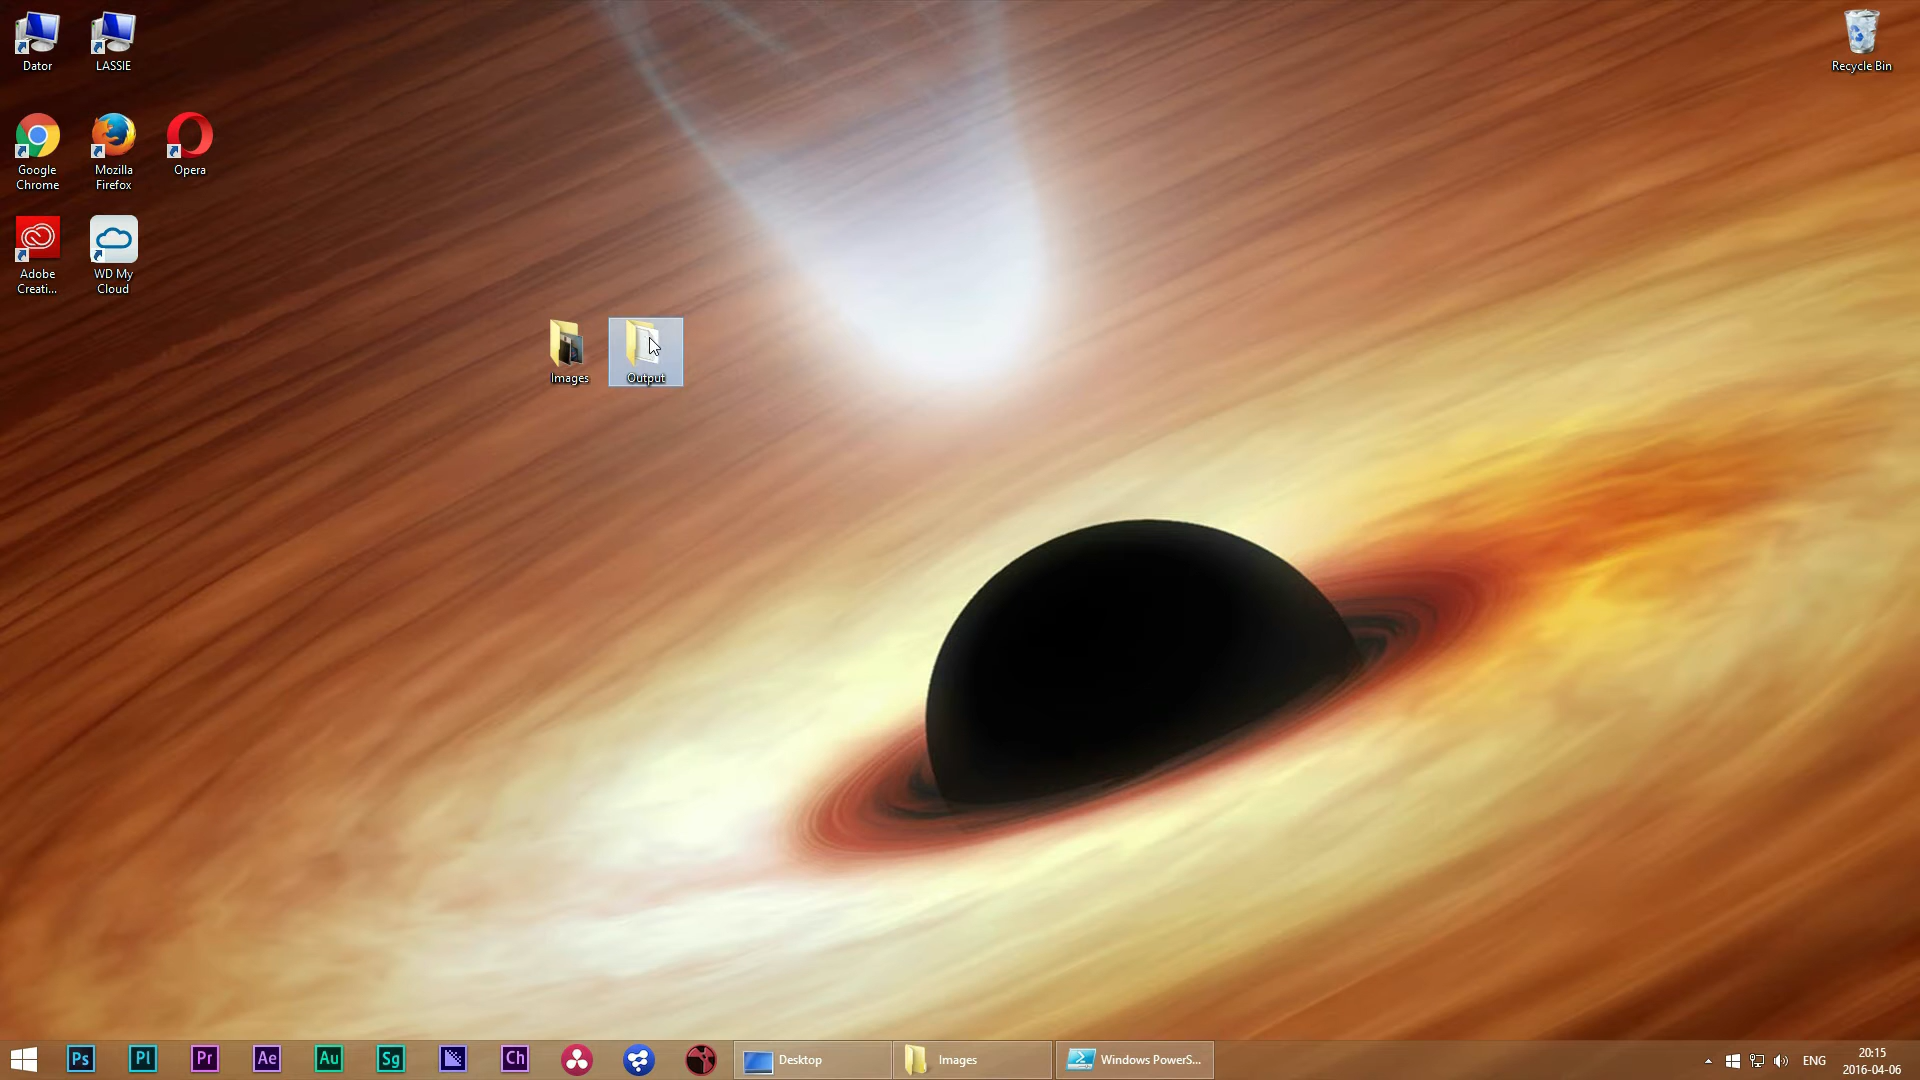 Dator
LASSIE
Recycle Bin
Google
Chrome
Mozilla
Firefox
Opera
Adobe
Creati...
WD My
Cloud
Images
Output
Ps
Pl
Pr
Ae
Au
Sg
Ch
Desktop
Images
Windows PowerS...
ENG
20:15
2016-04-06